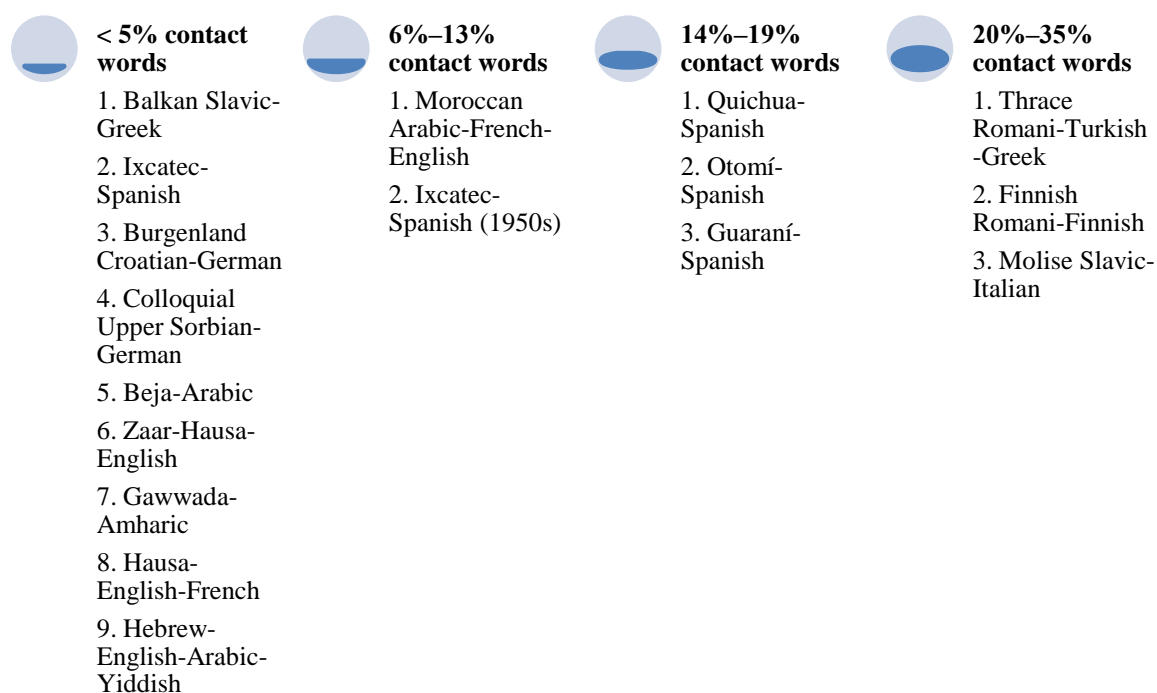 < 5% contact
words
1. Balkan Slavic-
Greek
2. Ixcatec-
Spanish
3. Burgenland
Croatian-German
4. Colloquial
Upper Sorbian-
German
5. Beja-Arabic
6. Zaar-Hausa-
English
7. Gawwada-
Amharic
8. Hausa-
English-French
9. Hebrew-
English-Arabic-
Yiddish
6%–13%
contact words
1. Moroccan
Arabic-French-
English
2. Ixcatec-
Spanish (1950s)
14%–19%
contact words
1. Quichua-
Spanish
2. Otomí-
Spanish
3. Guaraní-
Spanish
20%–35%
contact words
1. Thrace
Romani-Turkish
-Greek
2. Finnish
Romani-Finnish
3. Molise Slavic-
Italian